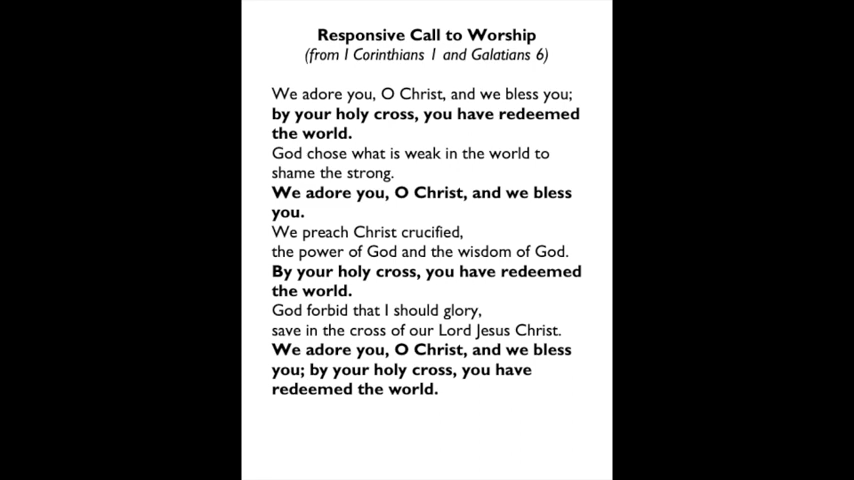 Responsive Call to Worship
(from I Corinthians 1 and Galatians 6)
We adore you, O Christ, and we bless you;
by your holy cross, you have redeemed
the world.
God chose what is weak in the world to
shame the strong.
We adore you, O Christ, and we bless
you.
We preach Christ crucified,
the power of God and the wisdom of God.
By your holy cross, you have redeemed
the world.
God forbid that I should glory,
save in the cross of our Lord Jesus Christ.
We adore you, O Christ, and we bless
you; by your holy cross, you have
redeemed the world.